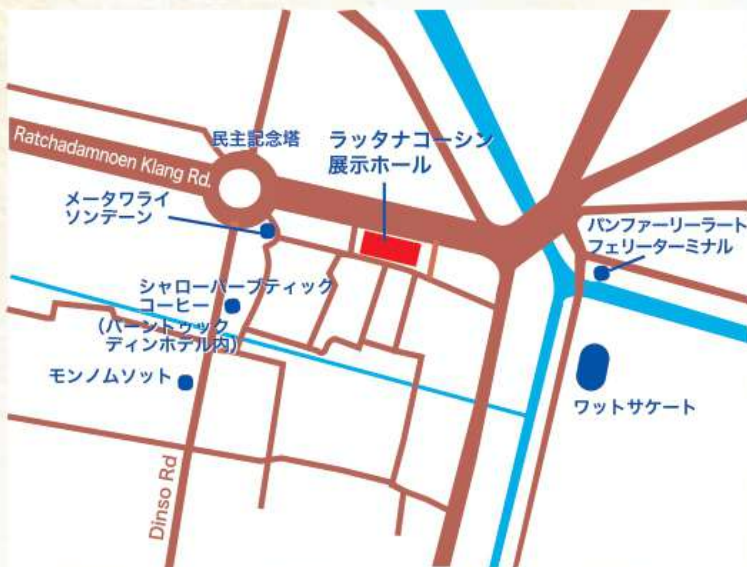 民主記念塔
ラッタナコーシン
展示ホール
Ratchadamnoen Klang Rd.
メータワライ
ソンデーン
パンファーリーラート
フェリーターミナル
シャローバーブティック
コーヒー
(バーントゥック
ディンホテル内)
モンノムソット
ワットサケート
Dinso Rd